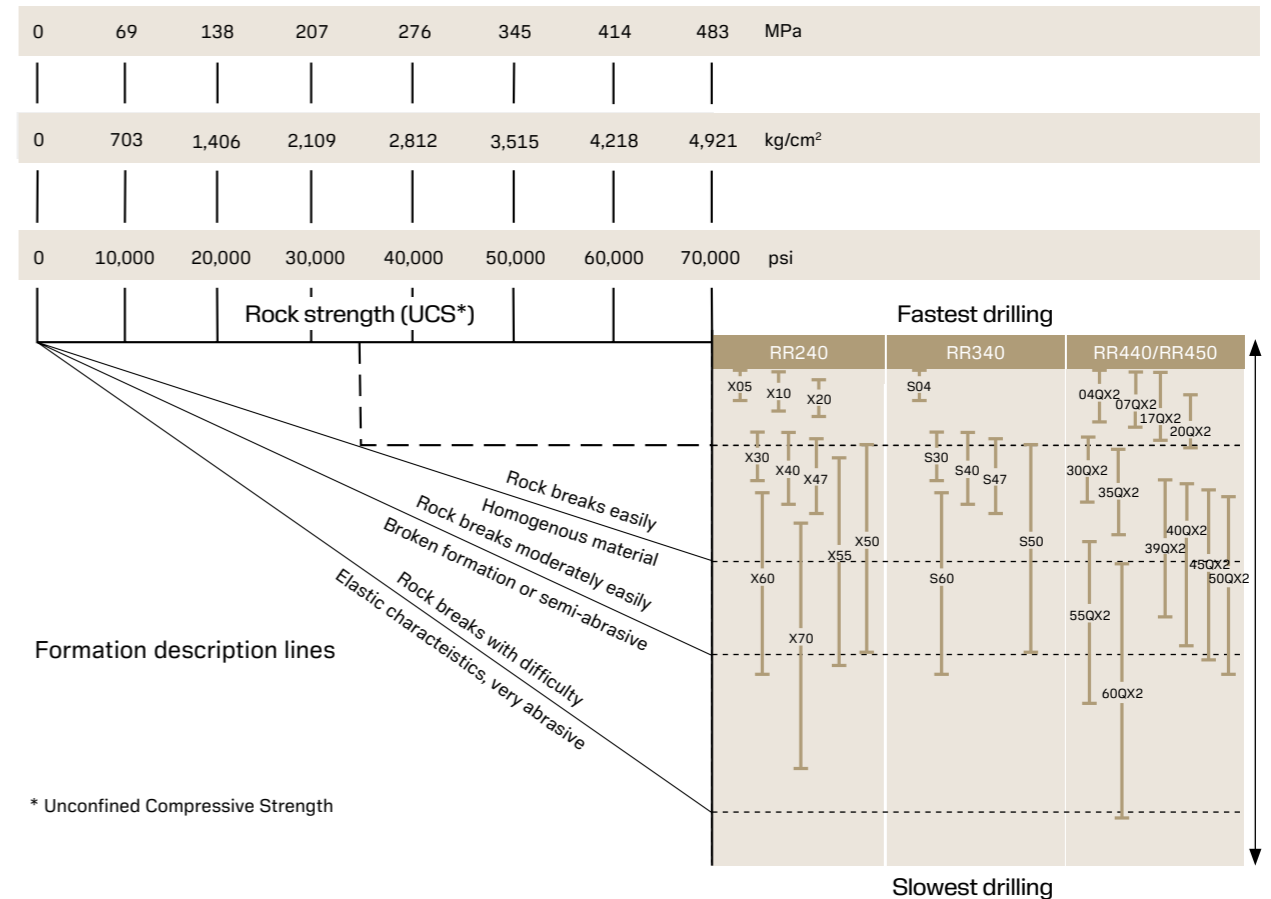 0 69 138 207 276 345 414 483 MPa
0 703 1,406 2,109 2,812 3,515 4,218 4,921 kg/cm²
0 10,000 20,000 30,000 40,000 50,000 60,000 70,000 psi
Rock strength (UCS*)
Fastest drilling
RR240 RR340 RR440/RR450
X05 X10 X20
S04
04QX2 07QX2 17QX2 20QX2
X30 X40 X47
S30 S40 S47
30QX2 35QX2
X50 X55
S50
40QX2 39QX2 45QX2 50QX2
X60
S60
55QX2
X70
60QX2
Rock breaks easily
Homogenous material
Rock breaks moderately easily
Broken formation or semi-abrasive
Rock breaks with difficulty
Elastic characteistics, very abrasive
Formation description lines
* Unconfined Compressive Strength
Slowest drilling